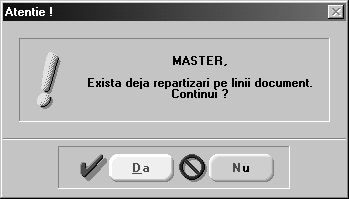 Atentie !
MASTER,
Exista deja repartizari pe linii document.
Continui ?
Da
Nu